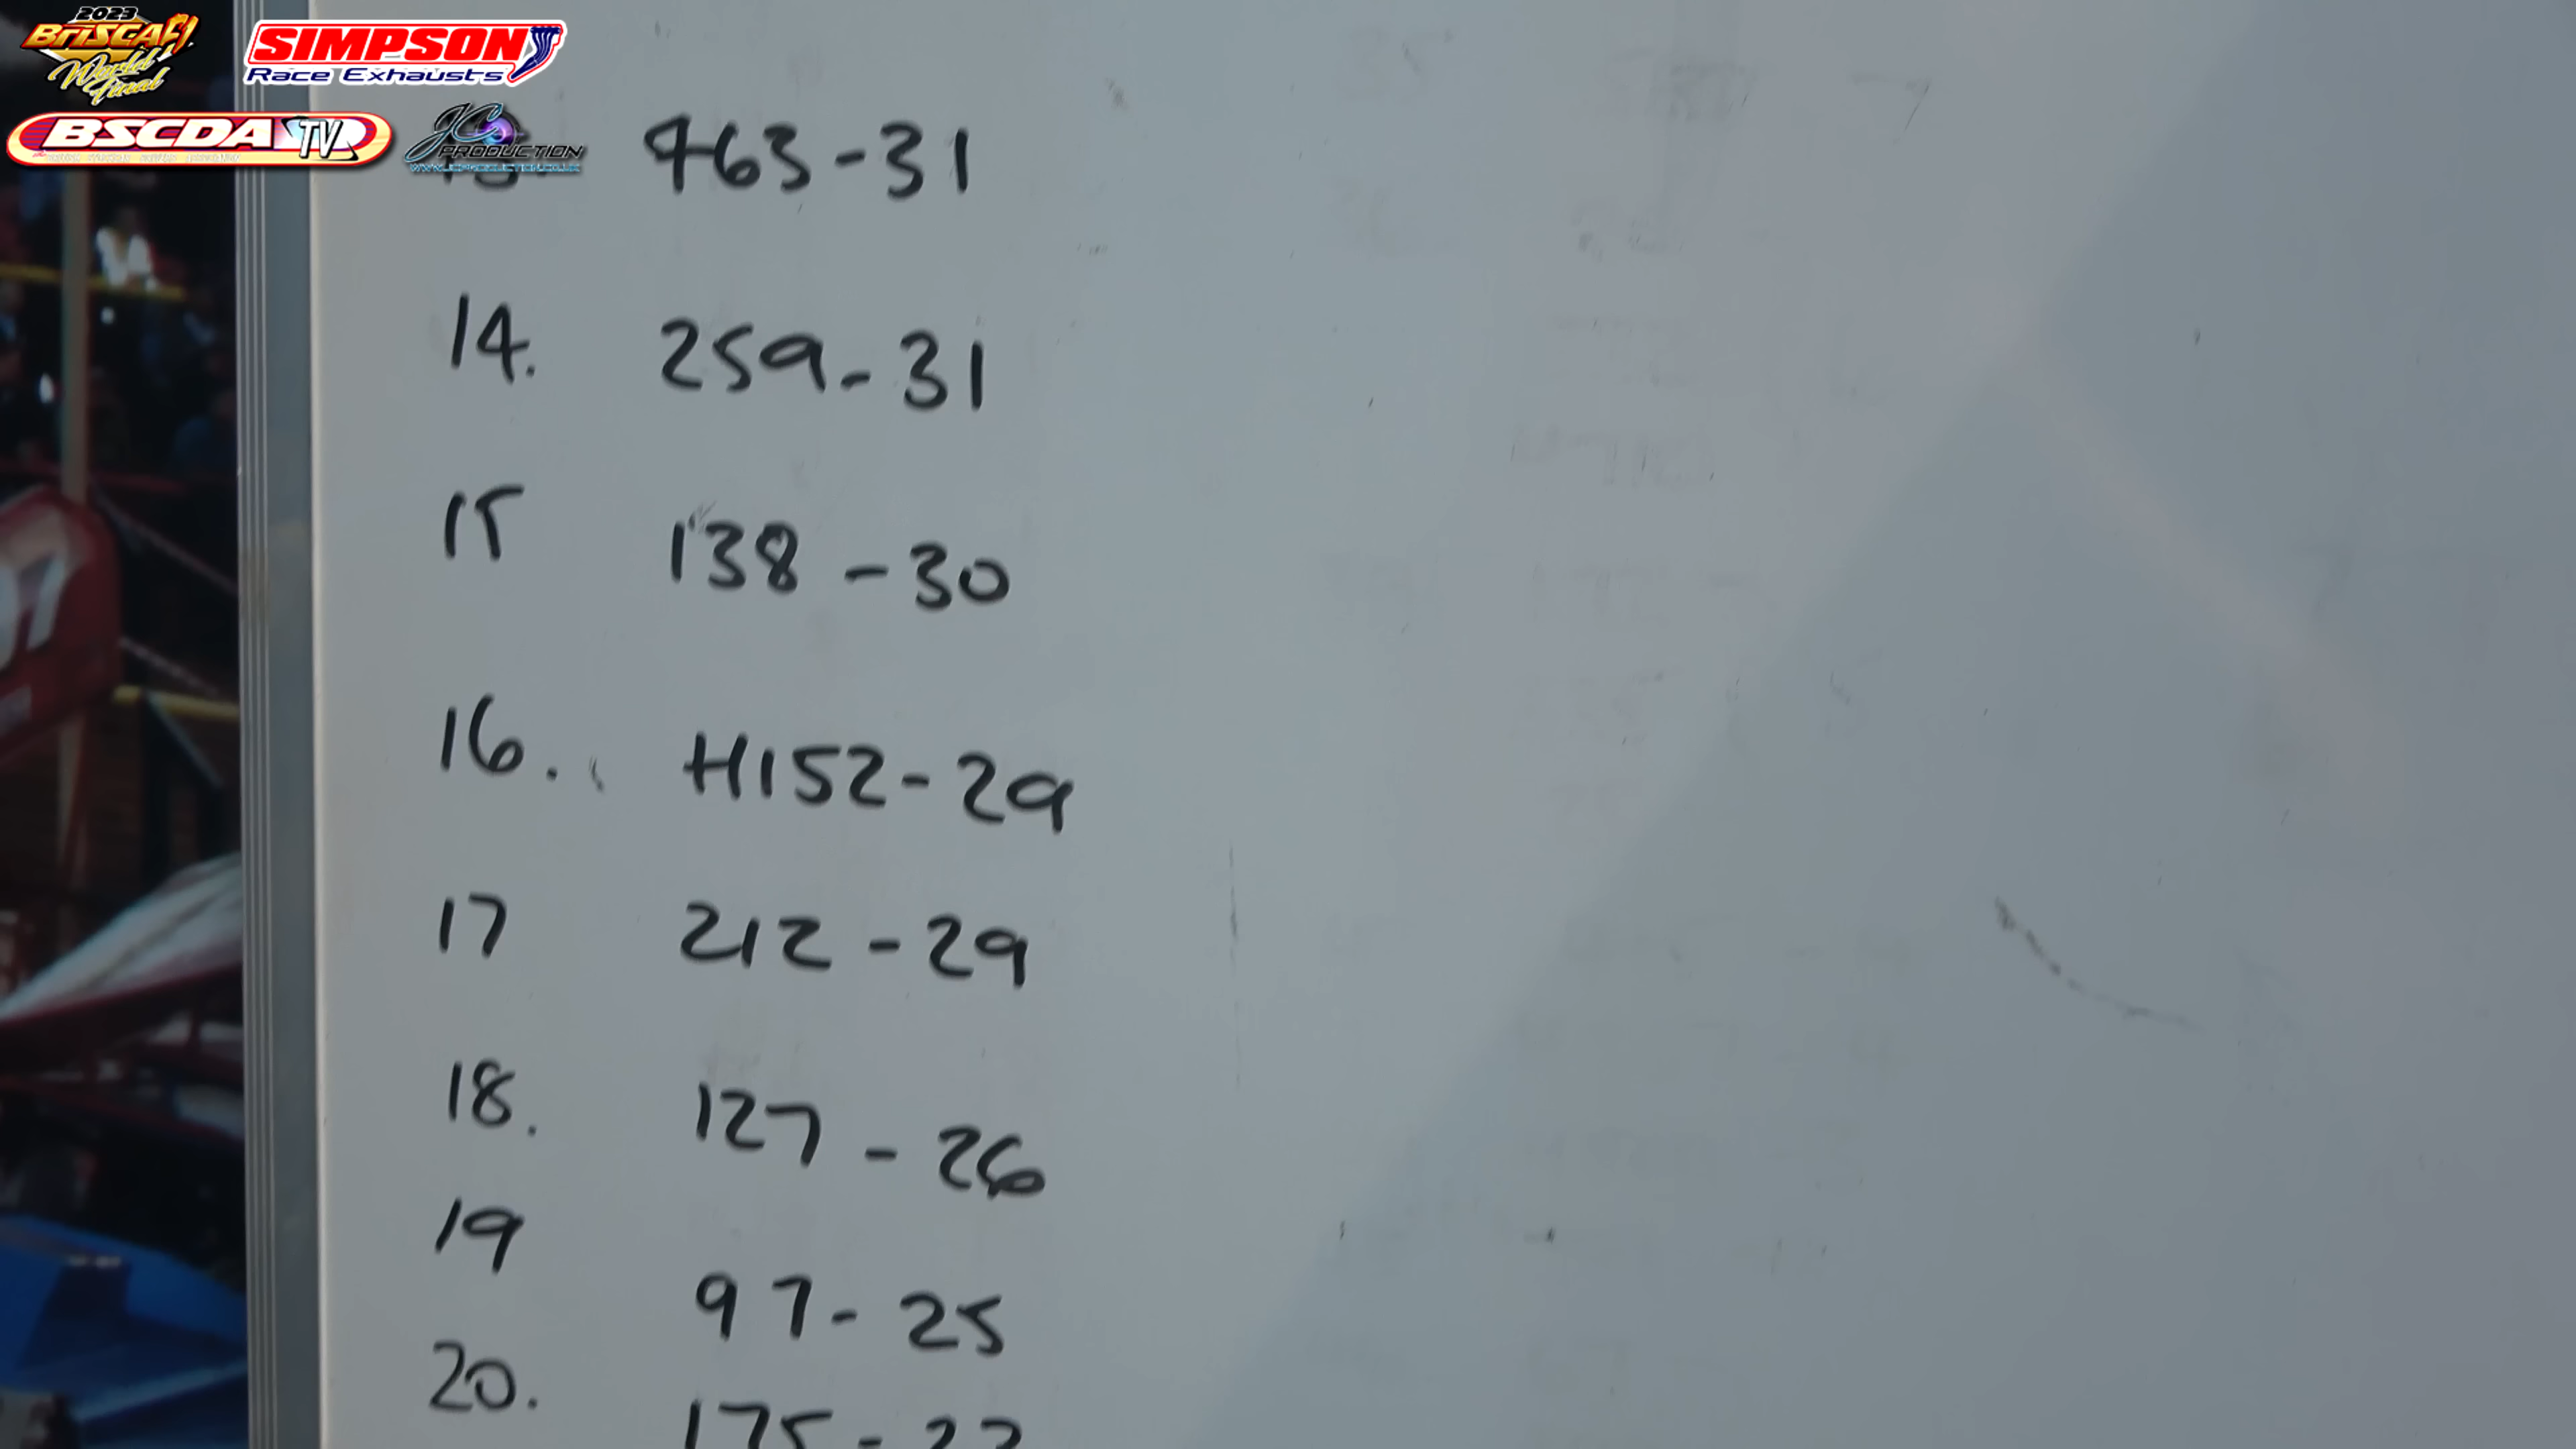 2023
BriSCA F1
World
Final
SIMPSON
Race Exhausts
BSCDA TV
JCs
PRODUCTION
463-31
14. 259-31
15 138-30
16. H152-29
17 212-29
18. 127-26
19 97-25
20.